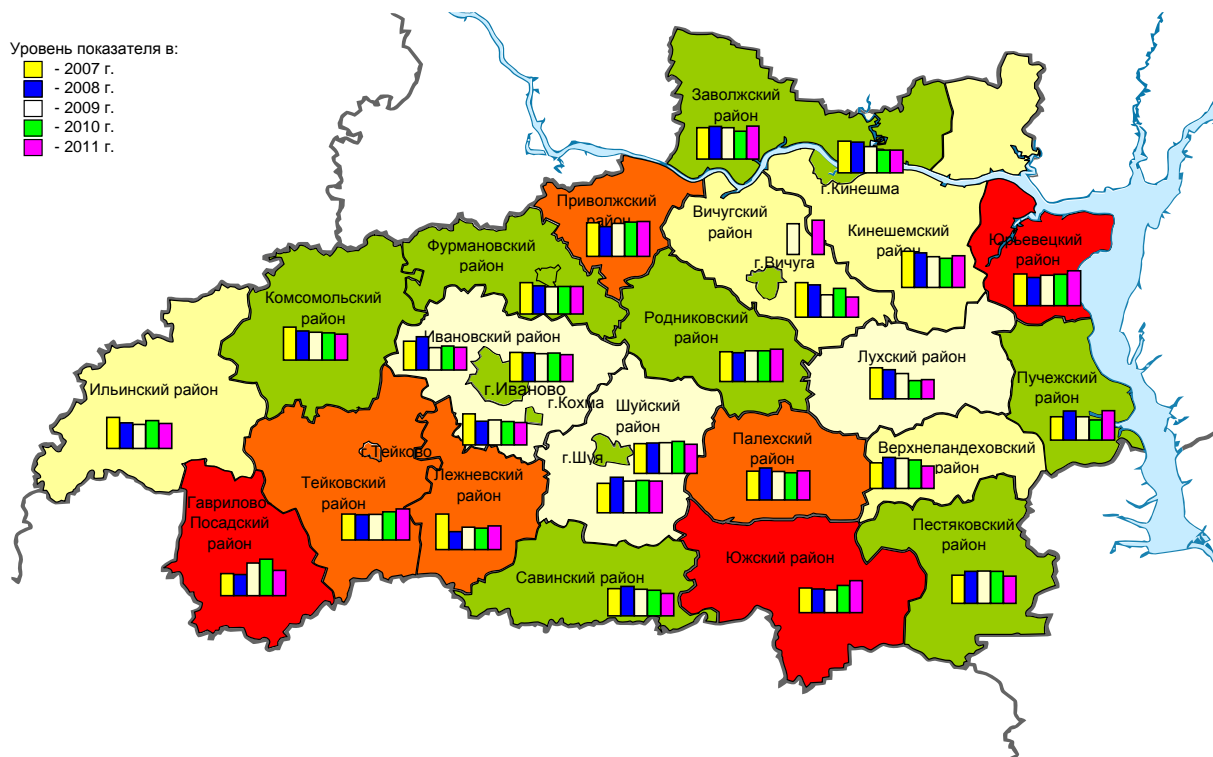 Уровень показателя в:
- 2007 г.
- 2008 г.
- 2009 г.
- 2010 г.
- 2011 г.
Заволжский
район
г.Кинешма
Приволжский
район
Вичугский
район
Кинешемский
район
Юрьевецкий
район
Фурмановский
район
г.Вичуга
Комсомольский
район
Родниковский
район
Ивановский район
Лухский район
Пучежский
район
Ильинский район
г.Иваново
г.Кохма
Шуйский
район
г.Тейково
г.Шуя
Палехский
район
Верхнеландеховский
район
Тейковский
район
Лежневский
район
Гаврилово
Посадский
район
Пестяковский
район
Савинский район
Южский район